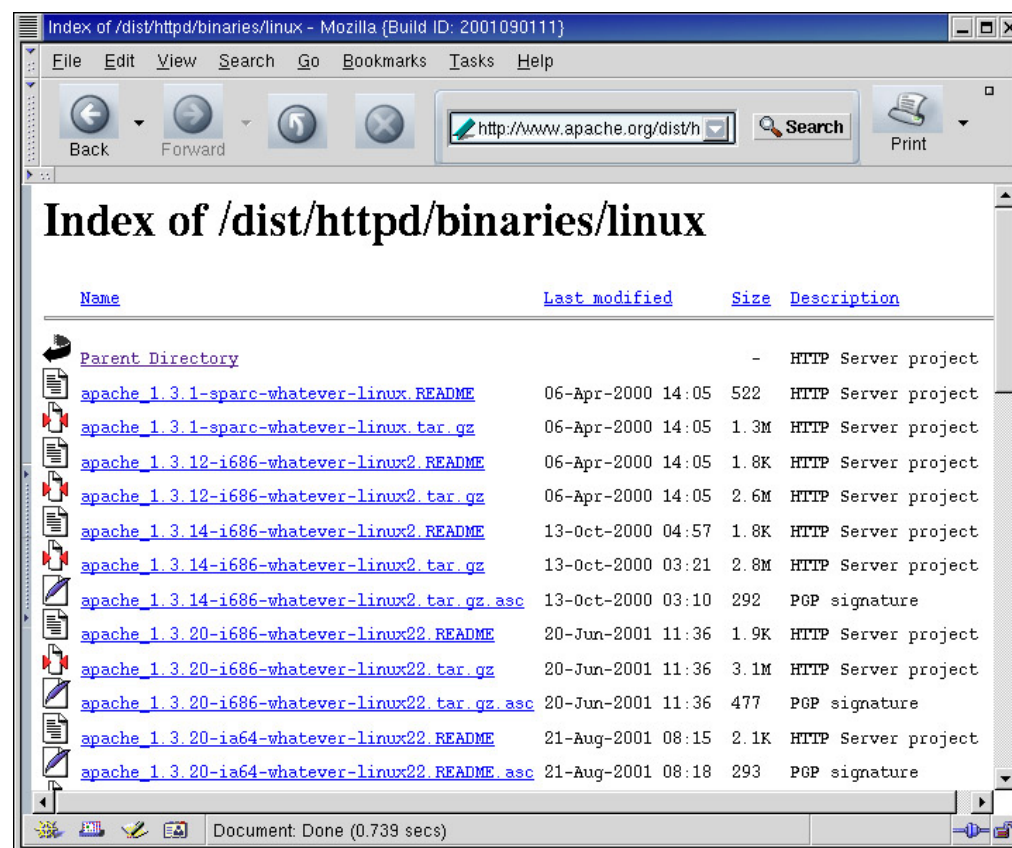 Index of /dist/httpd/binaries/linux - Mozilla {Build ID: 2001090111}
File Edit View Search Go Bookmarks Tasks Help
Back Forward http://www.apache.org/dist/h Search Print
Index of /dist/httpd/binaries/linux
Name Last modified Size Description
Parent Directory - HTTP Server project
apache_1.3.1-sparc-whatever-linux.README 06-Apr-2000 14:05 522 HTTP Server project
apache_1.3.1-sparc-whatever-linux.tar.gz 06-Apr-2000 14:05 1.3M HTTP Server project
apache_1.3.12-i686-whatever-linux2.README 06-Apr-2000 14:05 1.8K HTTP Server project
apache_1.3.12-i686-whatever-linux2.tar.gz 06-Apr-2000 14:05 2.6M HTTP Server project
apache_1.3.14-i686-whatever-linux2.README 13-Oct-2000 04:57 1.8K HTTP Server project
apache_1.3.14-i686-whatever-linux2.tar.gz 13-Oct-2000 03:21 2.8M HTTP Server project
apache_1.3.14-i686-whatever-linux2.tar.gz.asc 13-Oct-2000 03:10 292 PGP signature
apache_1.3.20-i686-whatever-linux22.README 20-Jun-2001 11:36 1.9K HTTP Server project
apache_1.3.20-i686-whatever-linux22.tar.gz 20-Jun-2001 11:36 3.1M HTTP Server project
apache_1.3.20-i686-whatever-linux22.tar.gz.asc 20-Jun-2001 11:36 477 PGP signature
apache_1.3.20-ia64-whatever-linux22.README 21-Aug-2001 08:15 2.1K HTTP Server project
apache_1.3.20-ia64-whatever-linux22.README.asc 21-Aug-2001 08:18 293 PGP signature
Document: Done (0.739 secs)